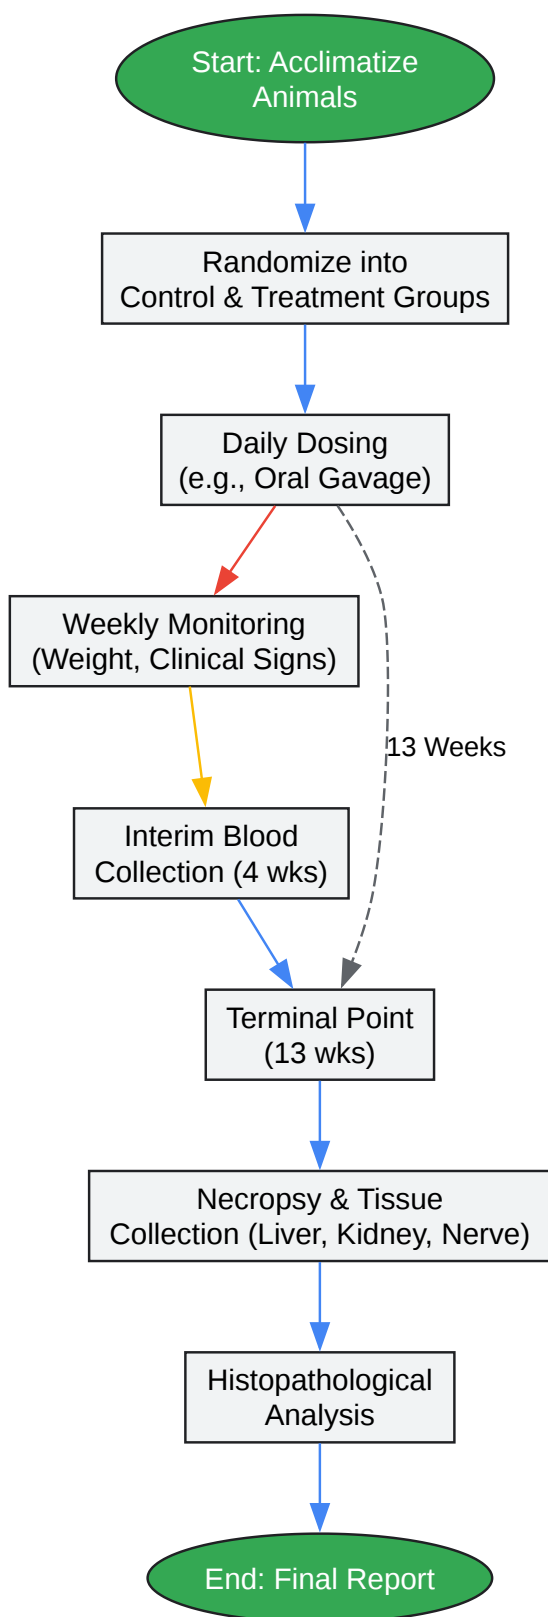 Start: Acclimatize
Animals
Randomize into
Control & Treatment Groups
Daily Dosing
(e.g., Oral Gavage)
Weekly Monitoring
(Weight, Clinical Signs)
13 Weeks
Interim Blood
Collection (4 wks)
Terminal Point
(13 wks)
Necropsy & Tissue
Collection (Liver, Kidney, Nerve)
Histopathological
Analysis
End: Final Report